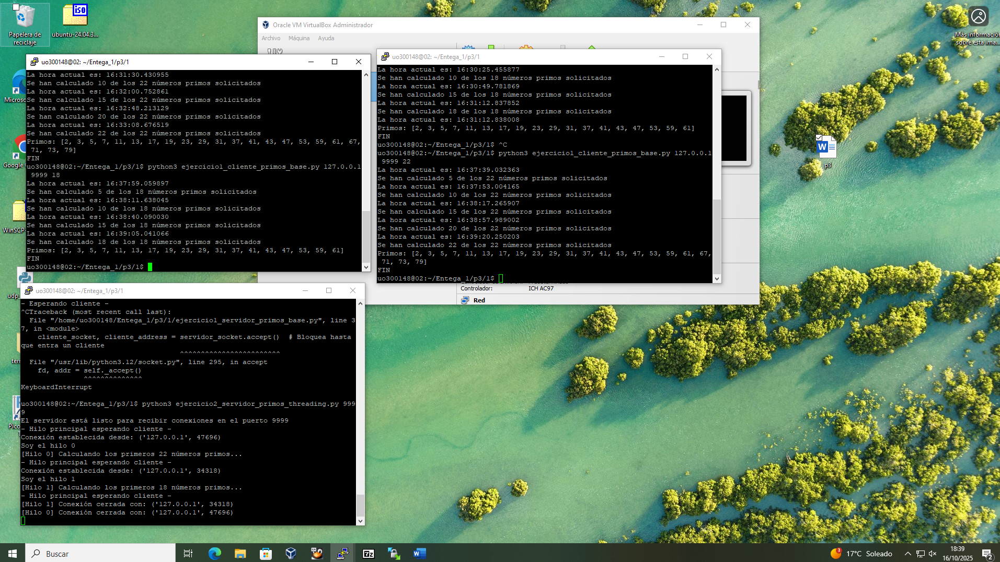 Papelera de
reciclaje
iso
ubuntu-24.04.3...
Más información
sobre esta ima...
Oracle VM VirtualBox Administrador
Archivo Máquina Ayuda
uo300148@02: ~/Entega_1/p3/1
La hora actual es: 16:31:30.430955
Se han calculado 10 de los 22 números primos solicitados
La hora actual es: 16:32:00.752861
Se han calculado 15 de los 22 números primos solicitados
La hora actual es: 16:32:48.213129
Se han calculado 20 de los 22 números primos solicitados
La hora actual es: 16:33:08.676519
Se han calculado 22 de los 22 números primos solicitados
Primos: [2, 3, 5, 7, 11, 13, 17, 19, 23, 29, 31, 37, 41, 43, 47, 53, 59, 61, 67,
71, 73, 79]
FIN
uo300148@02:~/Entega_1/p3/1$ python3 ejercicio1_cliente_primos_base.py 127.0.0.1
9999 18
La hora actual es: 16:37:59.059897
Se han calculado 5 de los 18 números primos solicitados
La hora actual es: 16:38:11.638045
Se han calculado 10 de los 18 números primos solicitados
La hora actual es: 16:38:40.090030
Se han calculado 15 de los 18 números primos solicitados
La hora actual es: 16:39:05.041066
Se han calculado 18 de los 18 números primos solicitados
Primos: [2, 3, 5, 7, 11, 13, 17, 19, 23, 29, 31, 37, 41, 43, 47, 53, 59, 61]
FIN
uo300148@02:~/Entega_1/p3/1$
uo300148@02: ~/Entega_1/p3/1
La hora actual es: 16:30:25.455877
Se han calculado 10 de los 18 números primos solicitados
La hora actual es: 16:30:49.781869
Se han calculado 15 de los 18 números primos solicitados
La hora actual es: 16:31:12.837852
Se han calculado 18 de los 18 números primos solicitados
La hora actual es: 16:31:12.838008
Primos: [2, 3, 5, 7, 11, 13, 17, 19, 23, 29, 31, 37, 41, 43, 47, 53, 59, 61]
FIN
uo300148@02:~/Entega_1/p3/1$ ^C
uo300148@02:~/Entega_1/p3/1$ python3 ejercicio1_cliente_primos_base.py 127.0.0.1
9999 22
La hora actual es: 16:37:39.032363
Se han calculado 5 de los 22 números primos solicitados
La hora actual es: 16:37:53.004165
Se han calculado 10 de los 22 números primos solicitados
La hora actual es: 16:38:17.265907
Se han calculado 15 de los 22 números primos solicitados
La hora actual es: 16:38:57.989002
Se han calculado 20 de los 22 números primos solicitados
La hora actual es: 16:39:20.250203
Se han calculado 22 de los 22 números primos solicitados
Primos: [2, 3, 5, 7, 11, 13, 17, 19, 23, 29, 31, 37, 41, 43, 47, 53, 59, 61, 67,
71, 73, 79]
FIN
uo300148@02:~/Entega_1/p3/1$
Controlador: ICH AC97
Red
W
p3
Micros
Google
WinSCP-
udp_
ter
Pico
uo300148@02: ~/Entega_1/p3/1
- Esperando cliente -
^CTraceback (most recent call last):
File "/home/uo300148/Entega_1/p3/1/ejercicio1_servidor_primos_base.py", line 3
7, in <module>
cliente_socket, cliente_address = servidor_socket.accept() # Bloquea hasta
que entra un cliente
^^^^^^^^^^^^^^^^^^^^^^^^
File "/usr/lib/python3.12/socket.py", line 295, in accept
fd, addr = self._accept()
^^^^^^^^^^^^^^
KeyboardInterrupt
uo300148@02:~/Entega_1/p3/1$ python3 ejercicio2_servidor_primos_threading.py 999
9
El servidor está listo para recibir conexiones en el puerto 9999
- Hilo principal esperando cliente -
Conexión establecida desde: ('127.0.0.1', 47696)
Soy el hilo 0
[Hilo 0] Calculando los primeros 22 números primos...
- Hilo principal esperando cliente -
Conexión establecida desde: ('127.0.0.1', 34318)
Soy el hilo 1
[Hilo 1] Calculando los primeros 18 números primos...
- Hilo principal esperando cliente -
[Hilo 1] Conexión cerrada con: ('127.0.0.1', 34318)
[Hilo 0] Conexión cerrada con: ('127.0.0.1', 47696)
Buscar
7z
W
3
17°C Soleado
18:39
16/10/2025
2